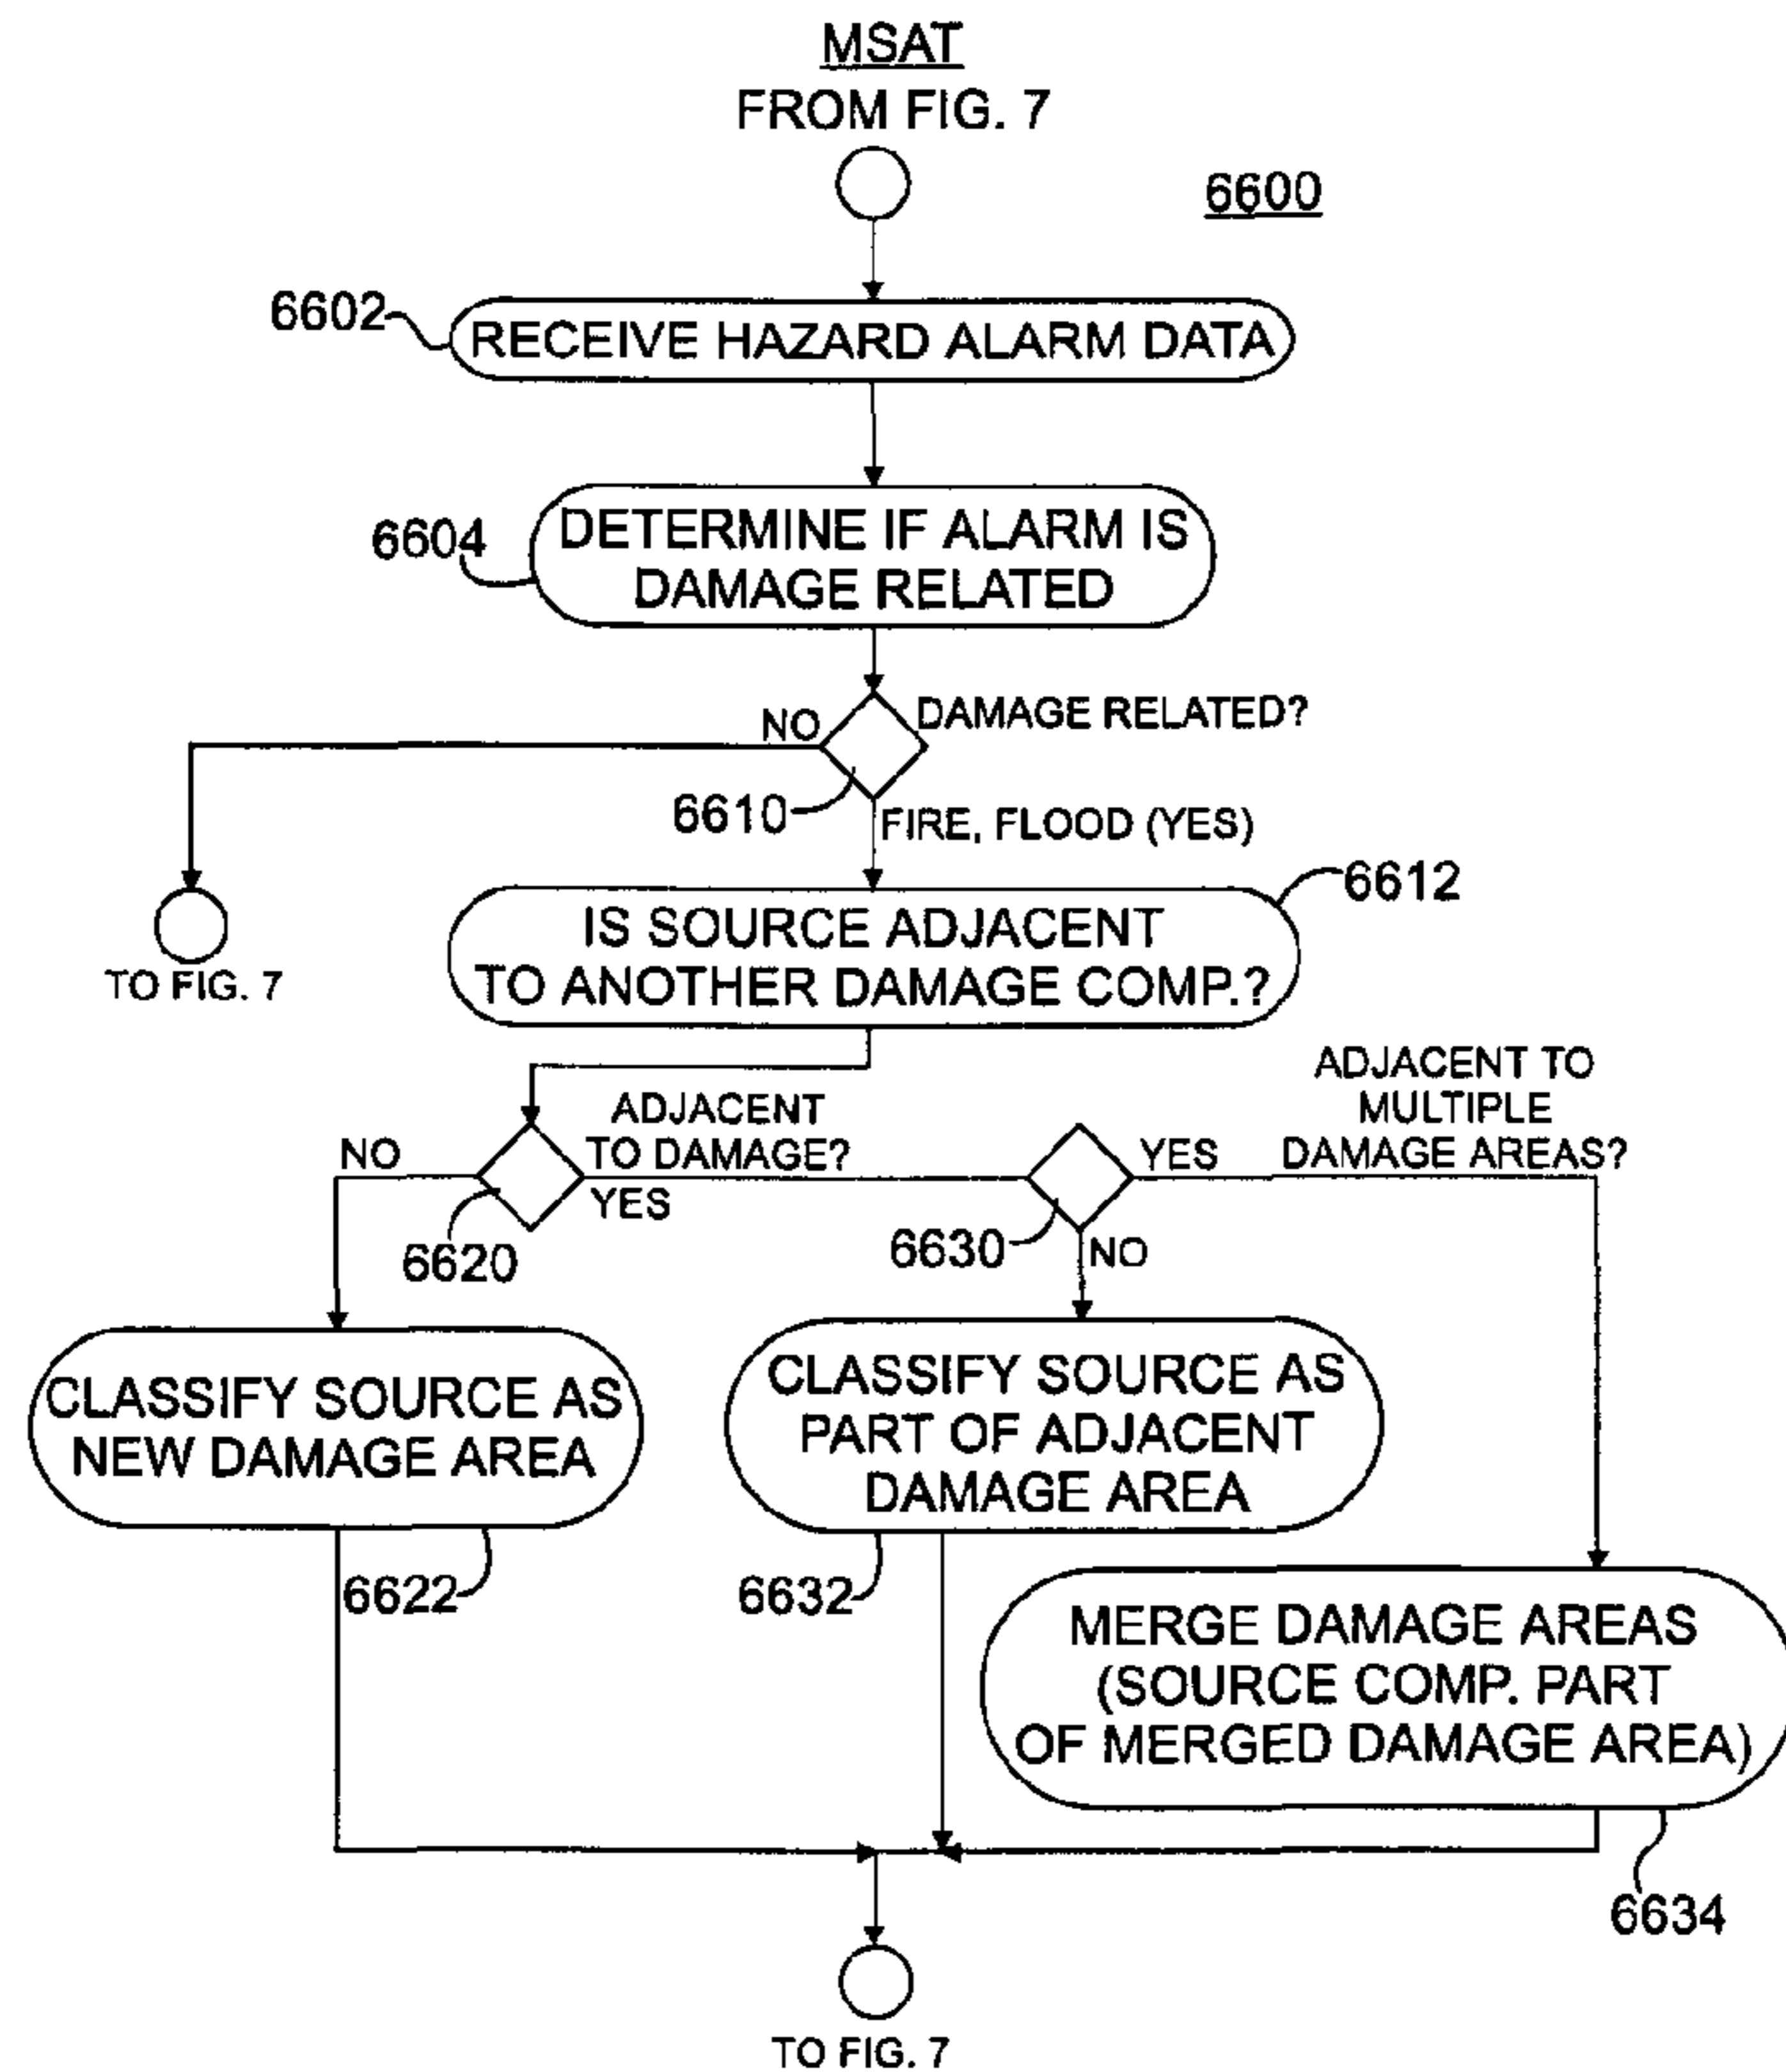 MSAT
FROM FIG. 7
6600
6602
RECEIVE HAZARD ALARM DATA
6604
DETERMINE IF ALARM IS
DAMAGE RELATED
NO
DAMAGE RELATED?
6610
FIRE, FLOOD (YES)
TO FIG. 7
6612
IS SOURCE ADJACENT
TO ANOTHER DAMAGE COMP.?
NO
ADJACENT
TO DAMAGE?
YES
6620
YES
ADJACENT TO
MULTIPLE
DAMAGE AREAS?
6630
NO
CLASSIFY SOURCE AS
NEW DAMAGE AREA
6622
CLASSIFY SOURCE AS
PART OF ADJACENT
DAMAGE AREA
6632
MERGE DAMAGE AREAS
(SOURCE COMP. PART
OF MERGED DAMAGE AREA)
6634
TO FIG. 7